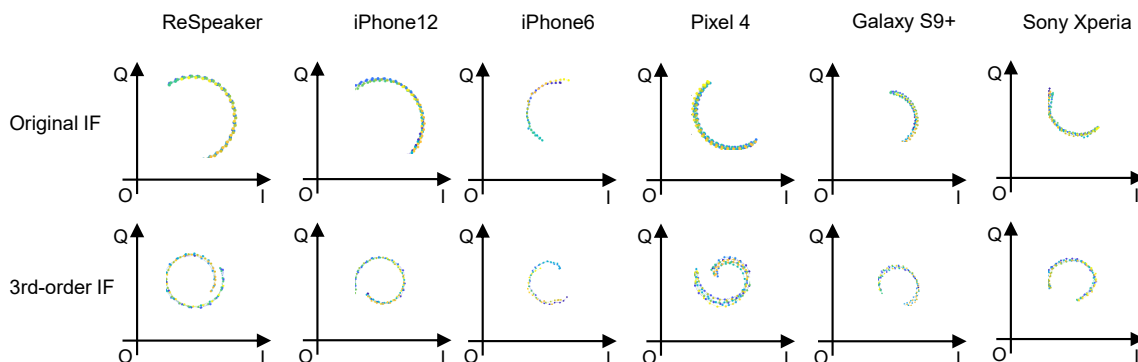 ReSpeaker iPhone12 iPhone6 Pixel 4 Galaxy S9+ Sony Xperia
Q Q Q Q Q Q
Original IF
O I O I O I O I O I O I
Q Q Q Q Q Q
3rd-order IF
O I O I O I O I O I O I